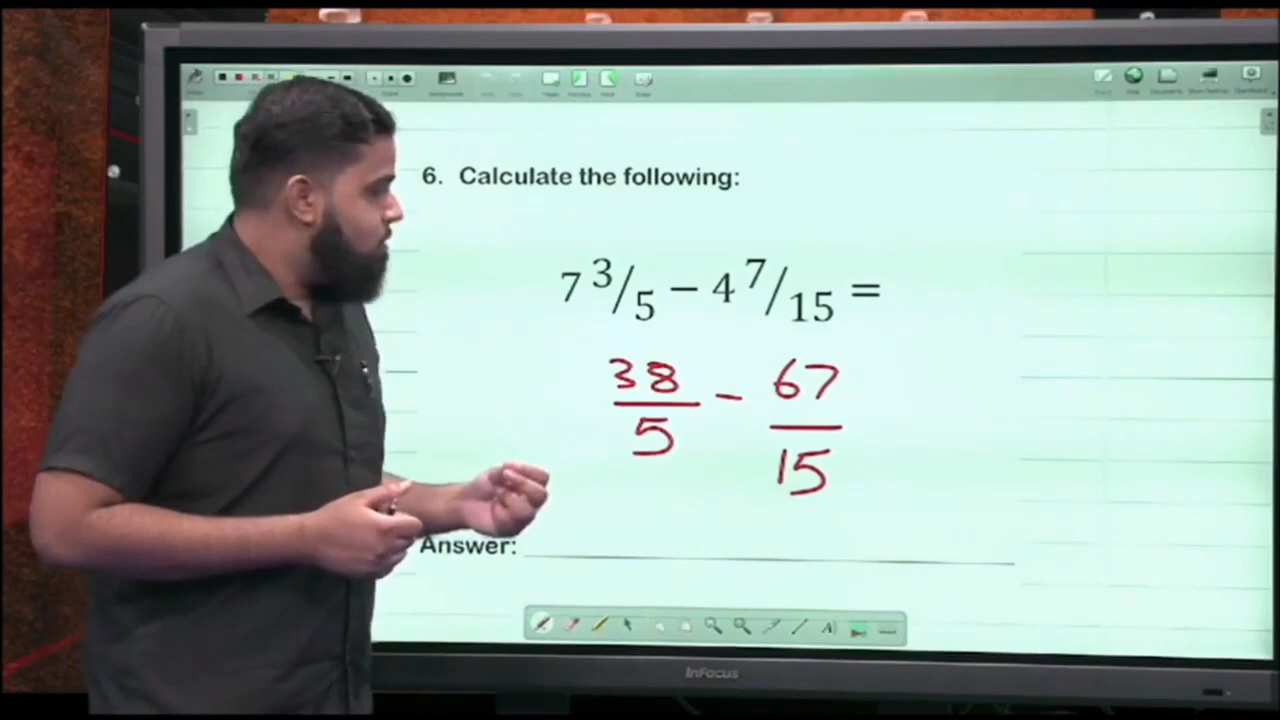 6. Calculate the following:
7 3/5 − 4 7/15 =
38/5 - 67/15
Answer:
InFocus